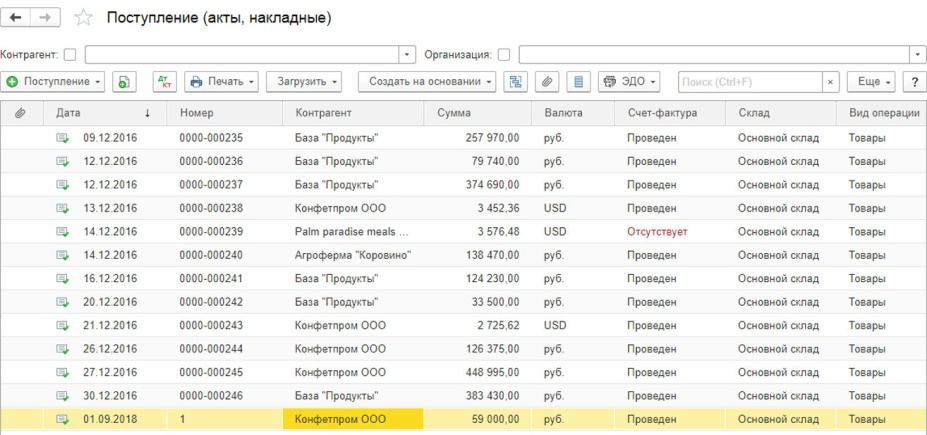 Поступление (акты, накладные)
Контрагент: Организация:
Поступление Дт Кт Печать Загрузить Создать на основании ЭДО Поиск (Ctrl+F) × Еще ?
Дата ↓ Номер Контрагент Сумма Валюта Счет-фактура Склад Вид операции
09.12.2016 0000-000235 База "Продукты" 257 970,00 руб. Проведен Основной склад Товары
12.12.2016 0000-000236 База "Продукты" 79 740,00 руб. Проведен Основной склад Товары
12.12.2016 0000-000237 База "Продукты" 374 690,00 руб. Проведен Основной склад Товары
13.12.2016 0000-000238 Конфетпром ООО 3 452,36 USD Проведен Основной склад Товары
14.12.2016 0000-000239 Palm paradise meals ... 3 576,48 USD Отсутствует Основной склад Товары
14.12.2016 0000-000240 Агроферма "Коровино" 138 470,00 руб. Проведен Основной склад Товары
16.12.2016 0000-000241 База "Продукты" 124 230,00 руб. Проведен Основной склад Товары
20.12.2016 0000-000242 База "Продукты" 33 500,00 руб. Проведен Основной склад Товары
21.12.2016 0000-000243 Конфетпром ООО 2 725,62 USD Проведен Основной склад Товары
26.12.2016 0000-000244 Конфетпром ООО 126 375,00 руб. Проведен Основной склад Товары
27.12.2016 0000-000245 Конфетпром ООО 448 995,00 руб. Проведен Основной склад Товары
30.12.2016 0000-000246 База "Продукты" 383 430,00 руб. Проведен Основной склад Товары
01.09.2018 1 Конфетпром ООО 59 000,00 руб. Проведен Основной склад Товары